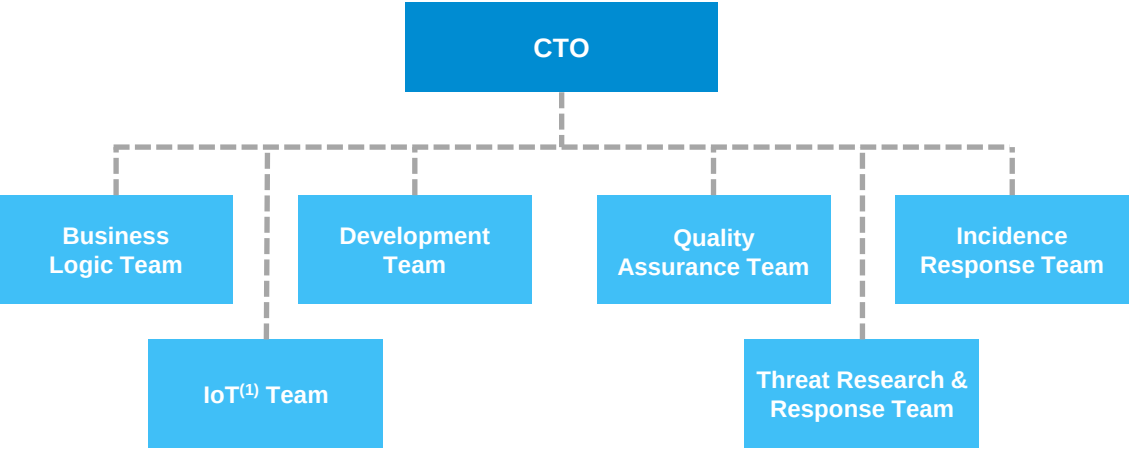 CTO
Business
Logic Team
Development
Team
Quality
Assurance Team
Incidence
Response Team
IoT(1) Team
Threat Research &
Response Team